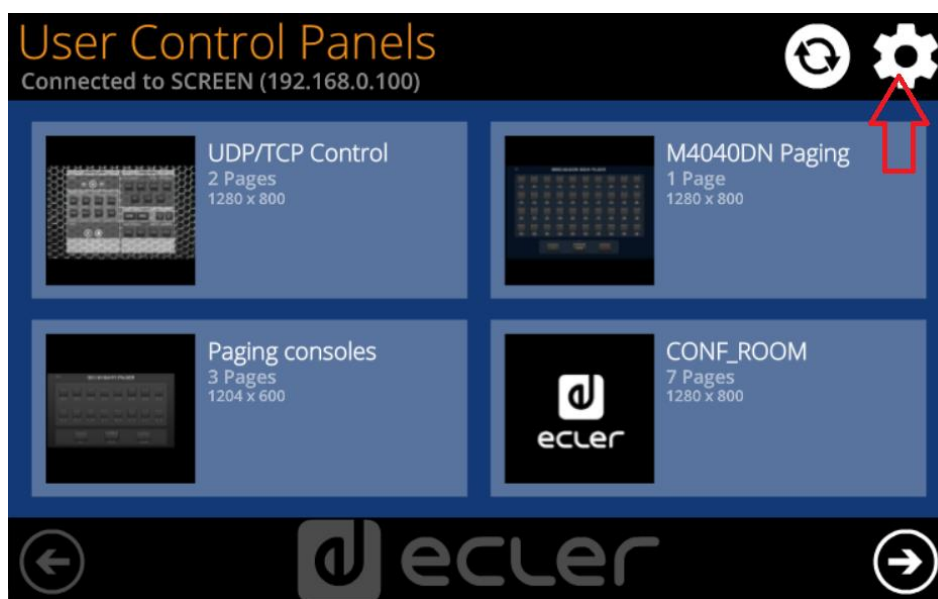 User Control Panels
Connected to SCREEN (192.168.0.100)
UDP/TCP Control
2 Pages
1280 x 800
M4040DN Paging
1 Page
1280 x 800
Paging consoles
3 Pages
1204 x 600
CONF_ROOM
7 Pages
1280 x 800
ecler
ecler